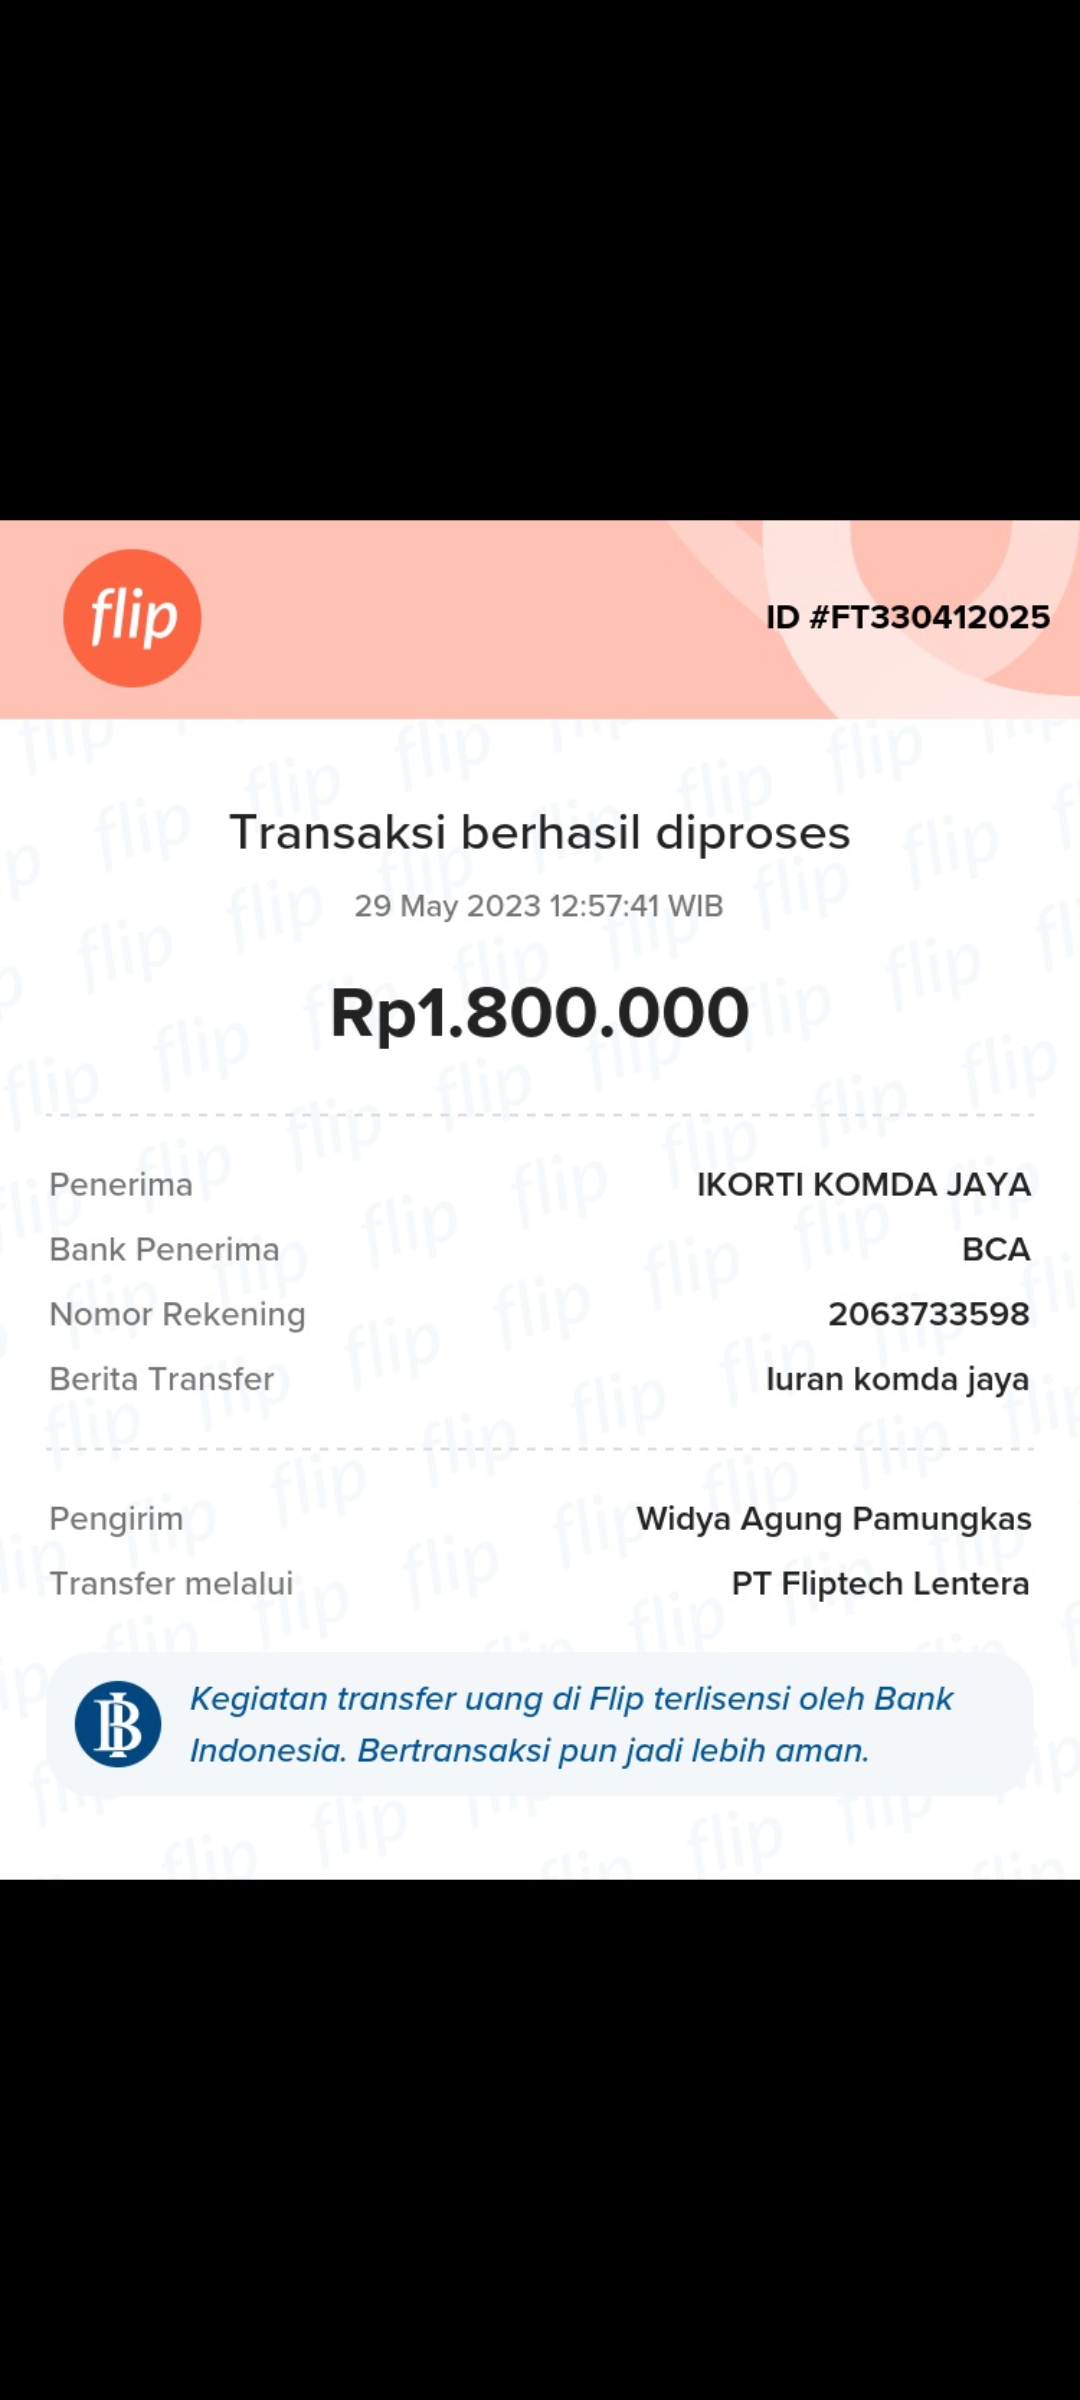 flip
ID #FT330412025
Transaksi berhasil diproses
29 May 2023 12:57:41 WIB
Rp1.800.000
Penerima IKORTI KOMDA JAYA
Bank Penerima BCA
Nomor Rekening 2063733598
Berita Transfer Iuran komda jaya
Pengirim Widya Agung Pamungkas
Transfer melalui PT Fliptech Lentera
Kegiatan transfer uang di Flip terlisensi oleh Bank
Indonesia. Bertransaksi pun jadi lebih aman.